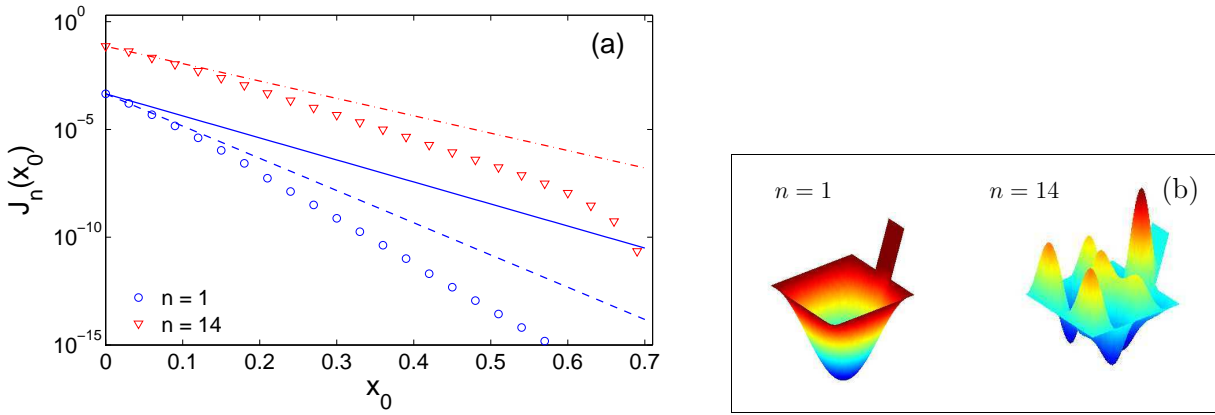 (a)
J_n(x_0)
10^0
10^-5
10^-10
10^-15
n = 1
n = 14
0 0.1 0.2 0.3 0.4 0.5 0.6 0.7
x_0
n = 1 n = 14 (b)